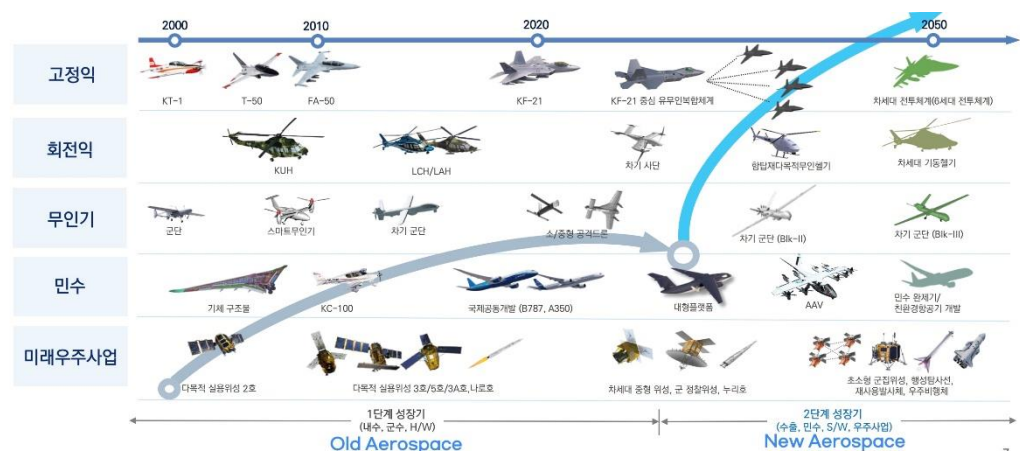 2000 2010 2020 2050
고정익
KT-1 T-50 FA-50 KF-21 KF-21 중심 유무인복합체계 차세대 전투체계(6세대 전투체계)
회전익
KUH LCH/LAH 차기 사단 함탑재다목적무인헬기 차세대 기동헬기
무인기
군단 스마트무인기 차기 군단 소/중형 공격드론 차기 군단 (Blk-II) 차기 군단 (Blk-III)
민수
기체 구조물 KC-100 국제공동개발 (B787, A350) 대형플랫폼 AAV 민수 완제기/
친환경항공기 개발
미래우주사업
다목적 실용위성 2호 다목적 실용위성 3호/5호/3A호,나로호 차세대 중형 위성, 군 정찰위성, 누리호 초소형 군집위성, 행성탐사선,
재사용발사체, 우주비행체
1단계 성장기 2단계 성장기
(내수, 군수, H/W) (수출, 민수, S/W, 우주사업)
Old Aerospace New Aerospace